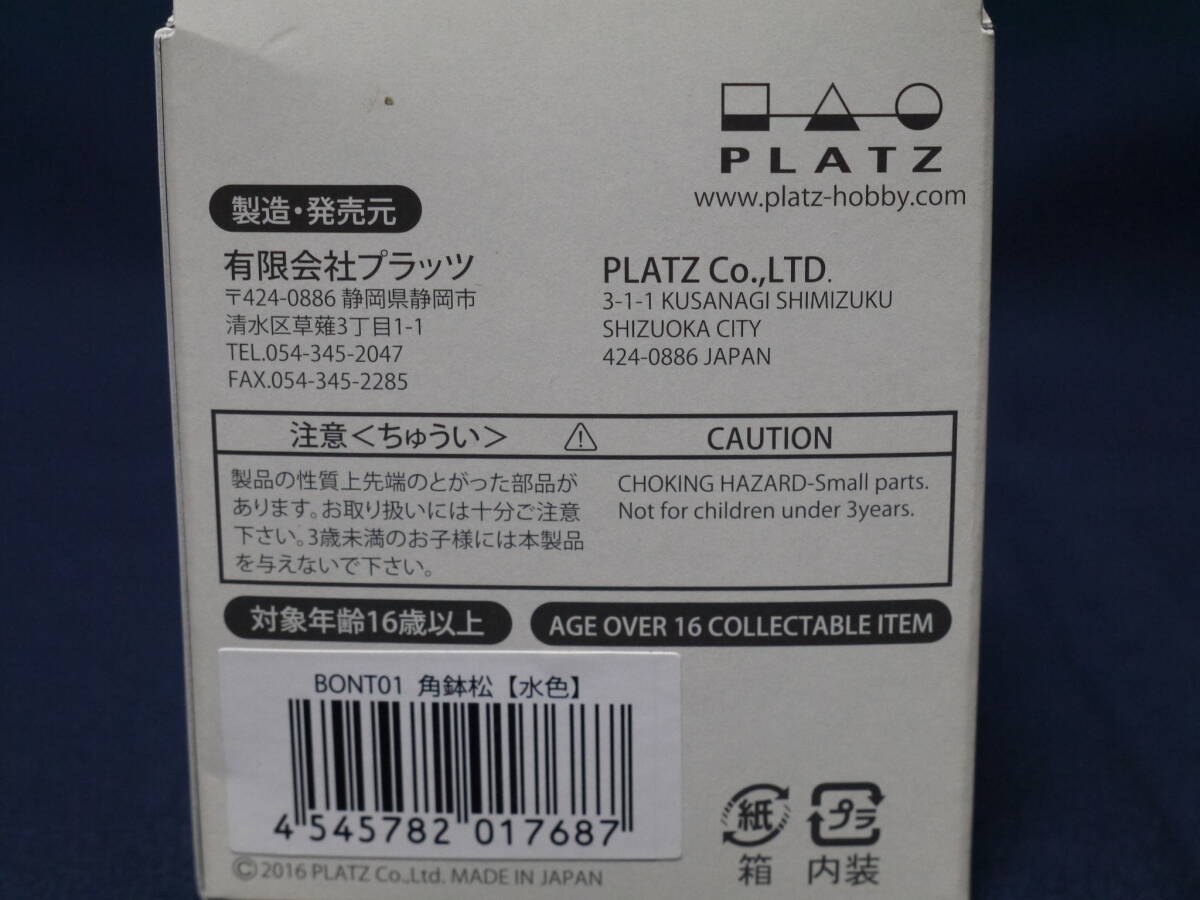 PLATZ
www.platz-hobby.com
製造・発売元
有限会社プラッツ
〒424-0886 静岡県静岡市
清水区草薙3丁目1-1
TEL.054-345-2047
FAX.054-345-2285
PLATZ Co.,LTD.
3-1-1 KUSANAGI SHIMIZUKU
SHIZUOKA CITY
424-0886 JAPAN
注意<ちゅうい>
CAUTION
製品の性質上先端のとがった部品が
あります。お取り扱いには十分ご注意
下さい。3歳未満のお子様には本製品
を与えないで下さい。
CHOKING HAZARD-Small parts.
Not for children under 3years.
対象年齢16歳以上
AGE OVER 16 COLLECTABLE ITEM
BONT01 角鉢松【水色】
4 545782 017687
©2016 PLATZ Co.,Ltd. MADE IN JAPAN
紙
箱
プラ
内装